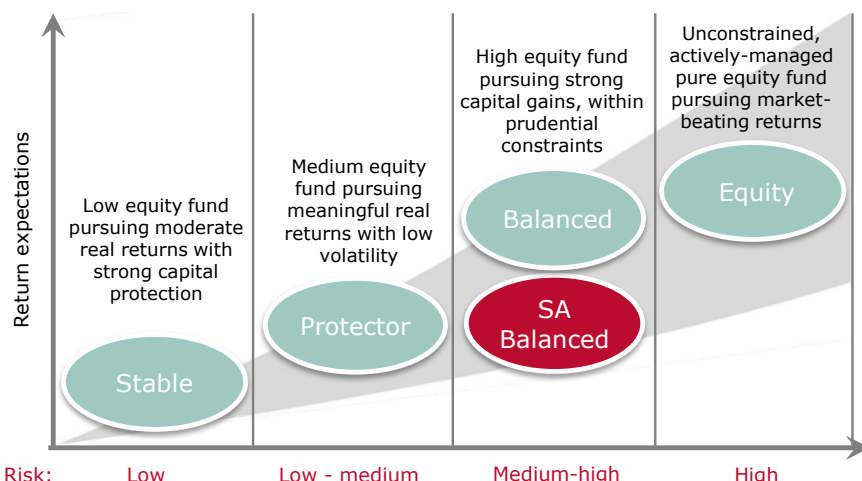 Return expectations
Low equity fund
pursuing moderate
real returns with
strong capital
protection
Stable
Medium equity
fund pursuing
meaningful real
returns with low
volatility
Protector
High equity fund
pursuing strong
capital gains, within
prudential
constraints
Balanced
SA
Balanced
Unconstrained,
actively-managed
pure equity fund
pursuing market-
beating returns
Equity
Risk:
Low
Low - medium
Medium-high
High